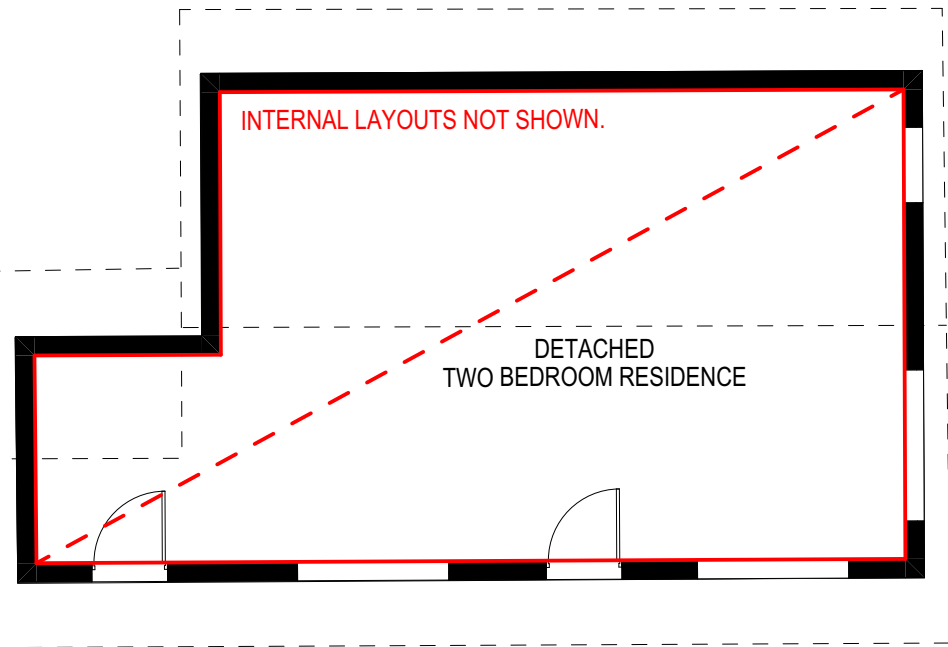 INTERNAL LAYOUTS NOT SHOWN.
DETACHED
TWO BEDROOM RESIDENCE